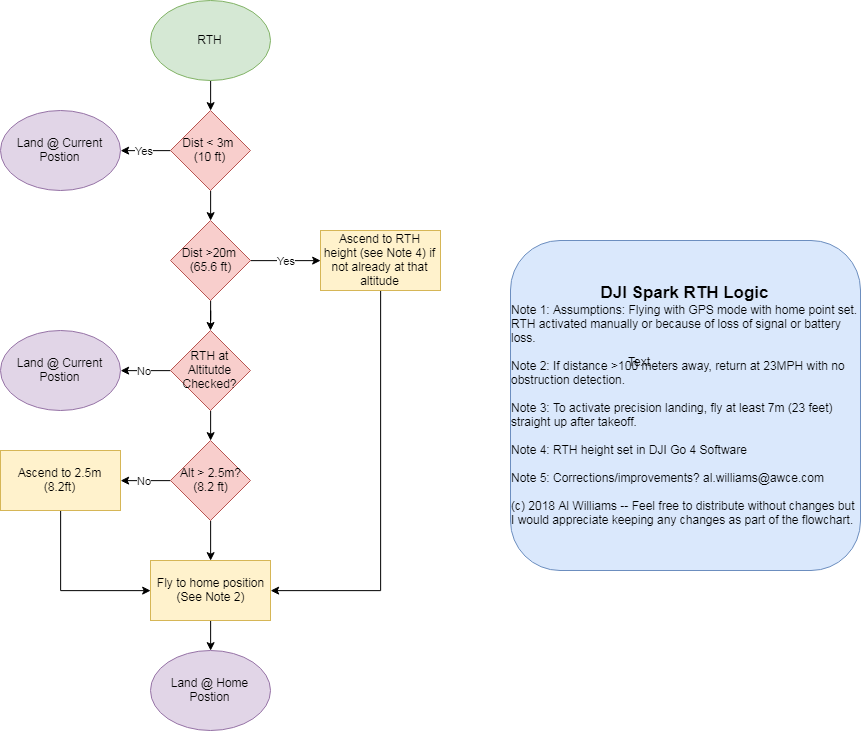 RTH
Land @ Current
Postion
Yes
Dist < 3m
(10 ft)
Dist >20m
(65.6 ft)
Yes
Ascend to RTH
height (see Note 4) if
not already at that
altitude
Land @ Current
Postion
No
RTH at
Altitutde
Checked?
Ascend to 2.5m
(8.2ft)
No
Alt > 2.5m?
(8.2 ft)
Fly to home position
(See Note 2)
Land @ Home
Postion
DJI Spark RTH Logic
Note 1: Assumptions: Flying with GPS mode with home point set.
RTH activated manually or because of loss of signal or battery
loss.
Text
Note 2: If distance >100 meters away, return at 23MPH with no
obstruction detection.
Note 3: To activate precision landing, fly at least 7m (23 feet)
straight up after takeoff.
Note 4: RTH height set in DJI Go 4 Software
Note 5: Corrections/improvements? al.williams@awce.com
(c) 2018 Al Williams -- Feel free to distribute without changes but
I would appreciate keeping any changes as part of the flowchart.